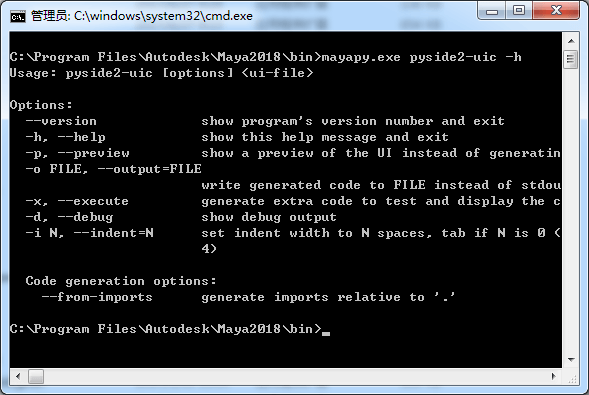 管理员: C:\windows\system32\cmd.exe
C:\Program Files\Autodesk\Maya2018\bin>mayapy.exe pyside2-uic -h
Usage: pyside2-uic [options] <ui-file>
Options:
--version show program's version number and exit
-h, --help show this help message and exit
-p, --preview show a preview of the UI instead of generatin
-o FILE, --output=FILE
write generated code to FILE instead of stdou
-x, --execute generate extra code to test and display the c
-d, --debug show debug output
-i N, --indent=N set indent width to N spaces, tab if N is 0 (
4)
Code generation options:
--from-imports generate imports relative to '.'
C:\Program Files\Autodesk\Maya2018\bin>_